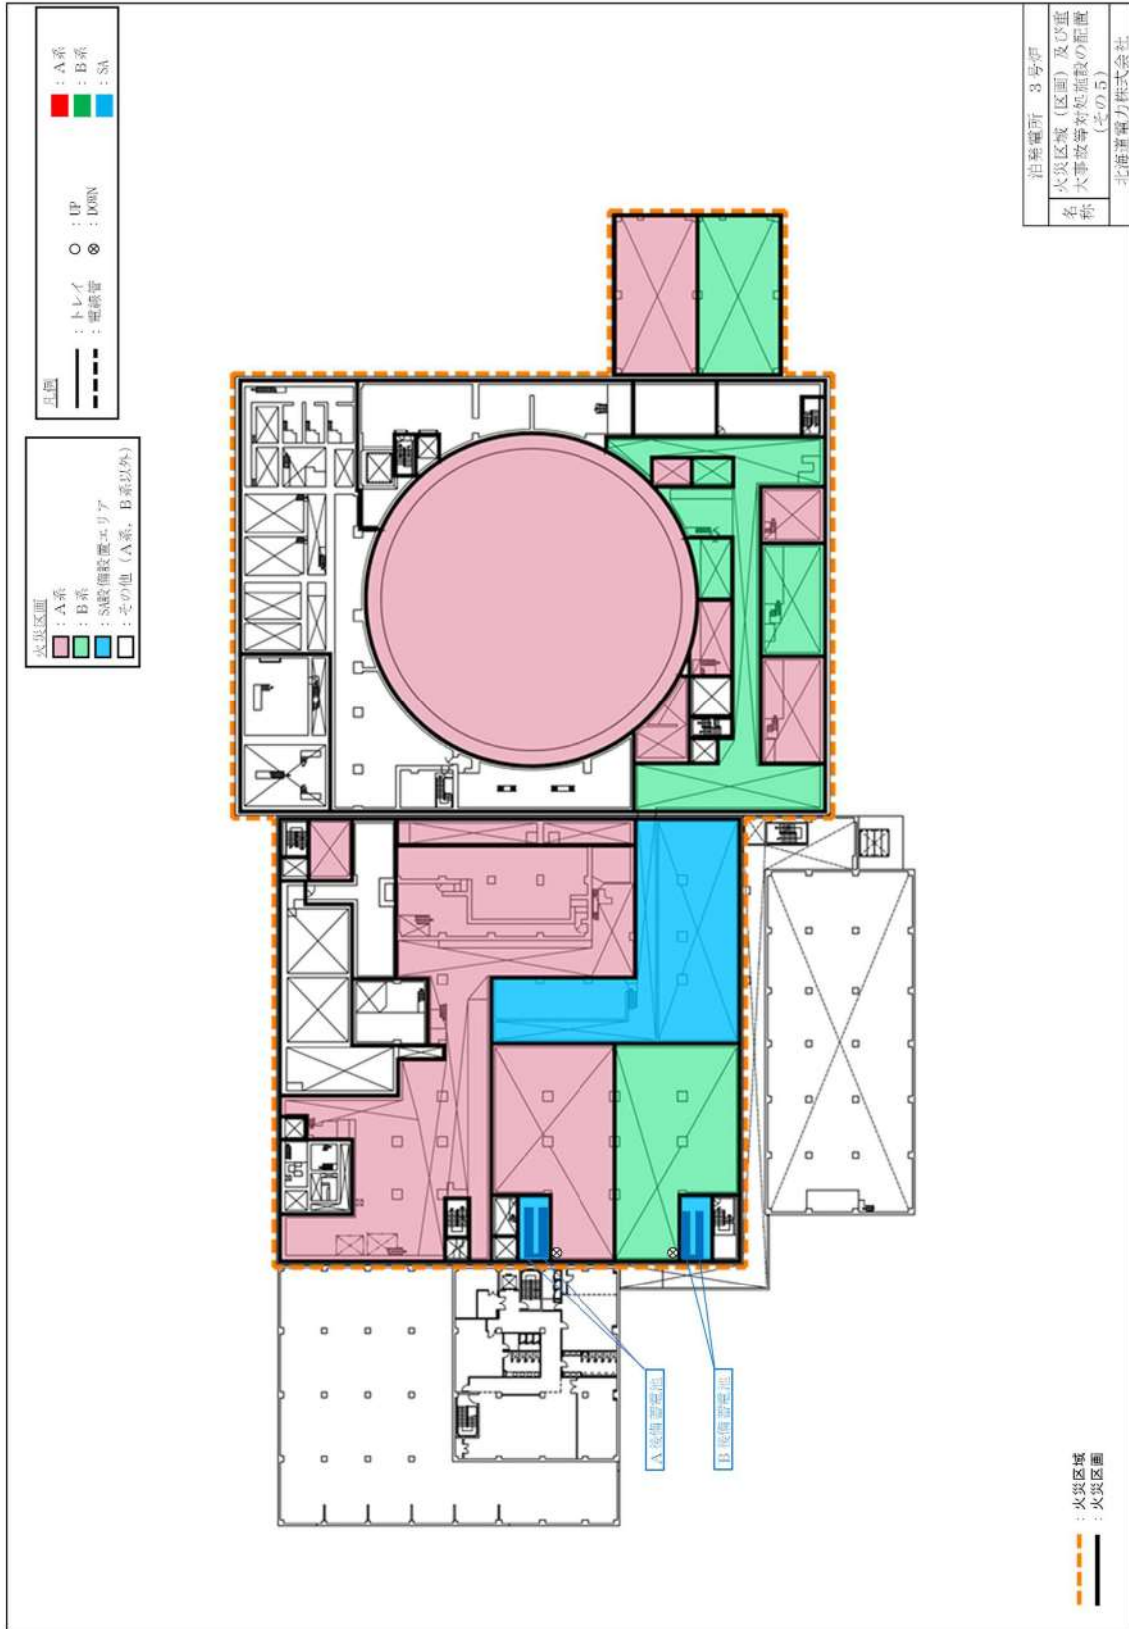 火災区画
: A系
: B系
: SA設備設置エリア
: その他（A系、B系以外）
凡例
: トレイ
: 電線管
○ : UP
⊗ : DOWN
: A系
: B系
: SA
A後備蓄電池
B後備蓄電池
: 火災区域
: 火災区画
泊発電所　3号炉
名称
火災区域（区画）及び重
大事故等対処施設の配置
（その5）
北海道電力株式会社